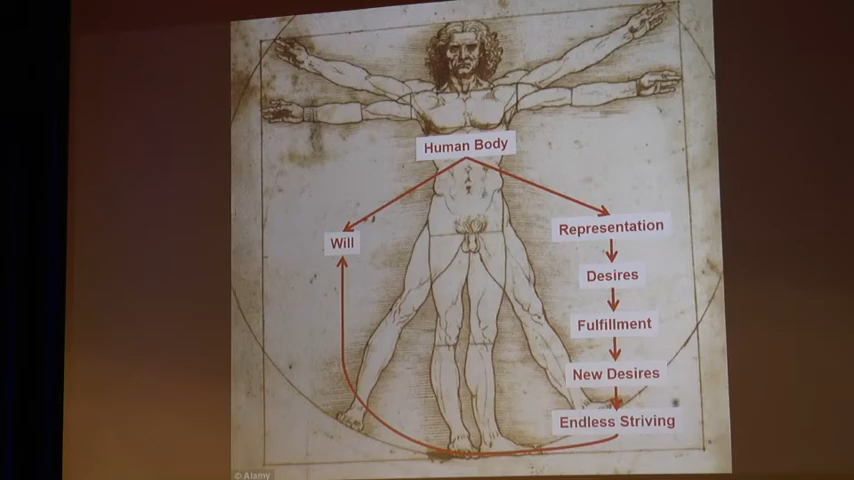 Human Body
Will
Representation
Desires
Fulfillment
New Desires
Endless Striving
© Alamy